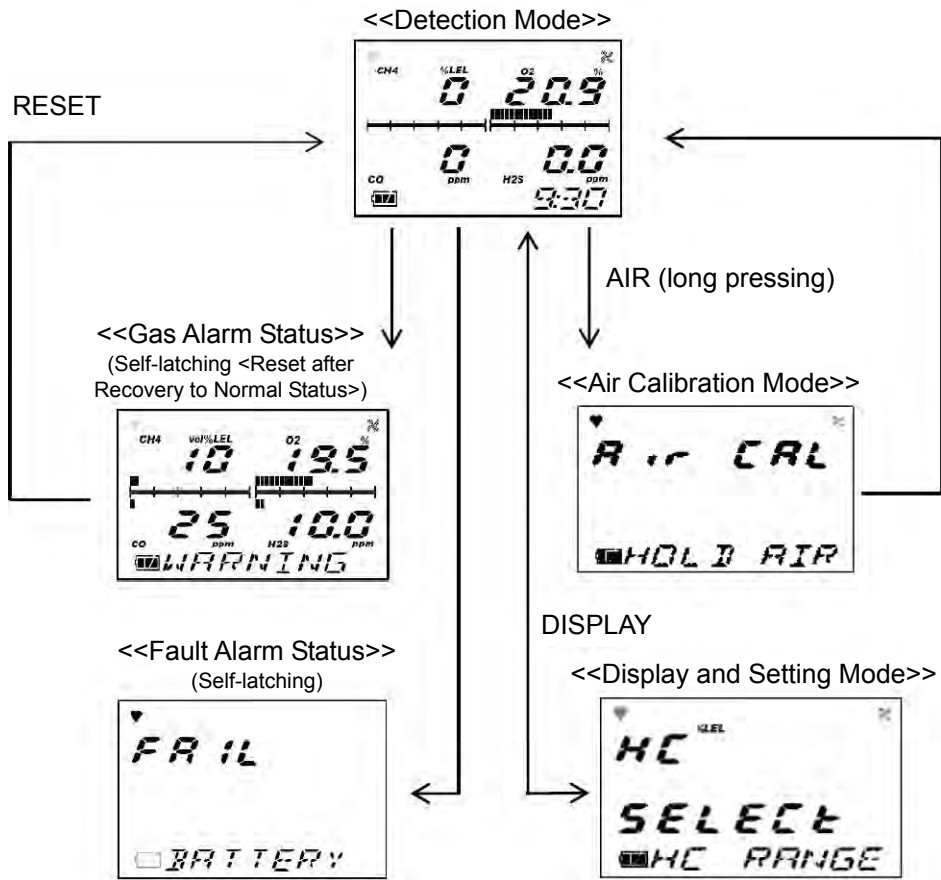 <<Detection Mode>>
CH4 %LEL O2 %
0 20.9
0 0.0
CO ppm H2S ppm
9:30
RESET
AIR (long pressing)
<<Gas Alarm Status>>
(Self-latching <Reset after
Recovery to Normal Status>)
CH4 vol%LEL O2 %
10 19.5
25 10.0
CO ppm H2S ppm
WARNING
<<Air Calibration Mode>>
Air CAL
HOLD AIR
DISPLAY
<<Fault Alarm Status>>
(Self-latching)
FAIL
BATTERY
<<Display and Setting Mode>>
HC %LEL
SELECt
HC RANGE